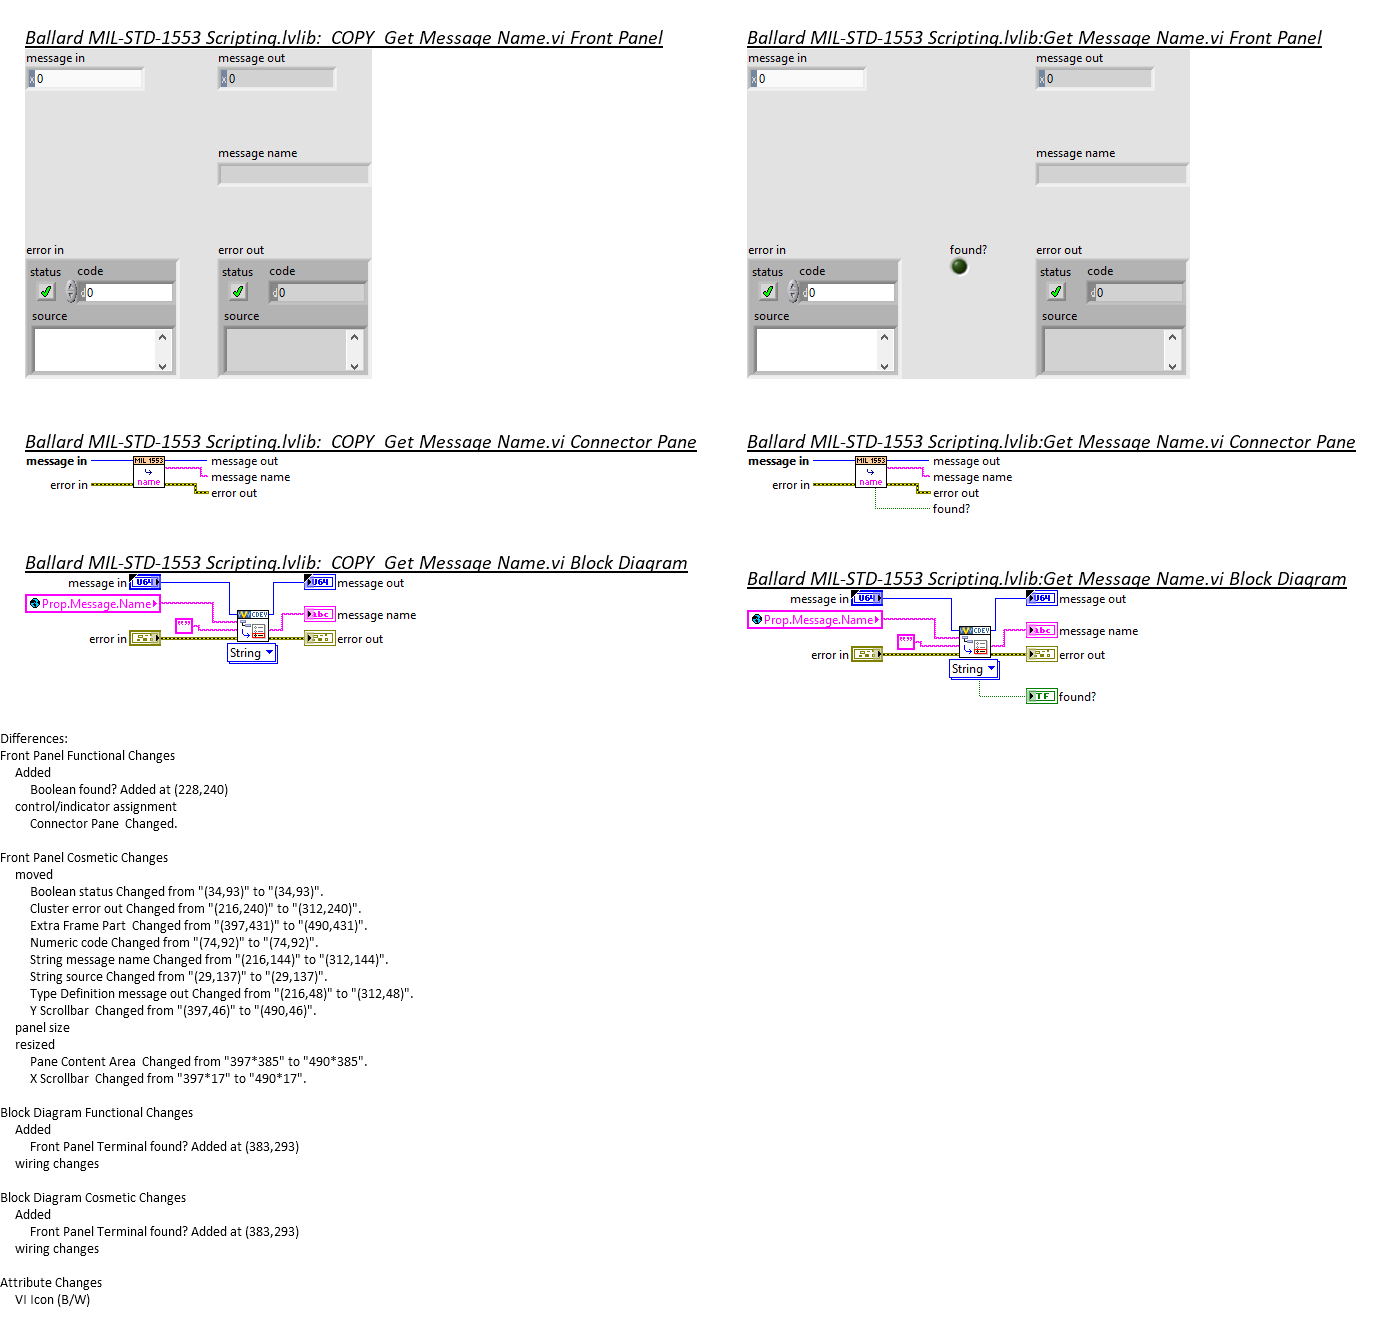 Ballard MIL-STD-1553 Scripting.lvlib:_COPY_Get Message Name.vi Front Panel
message in
message out
x 0
x 0
message name
error in
error out
status
code
status
code
d 0
d 0
source
source
Ballard MIL-STD-1553 Scripting.lvlib:Get Message Name.vi Front Panel
message in
message out
x 0
x 0
message name
error in
found?
error out
status
code
status
code
d 0
d 0
source
source
Ballard MIL-STD-1553 Scripting.lvlib:_COPY_Get Message Name.vi Connector Pane
message in
MIL 1553
message out
message name
error in
name
error out
Ballard MIL-STD-1553 Scripting.lvlib:Get Message Name.vi Connector Pane
message in
MIL 1553
message out
message name
error in
name
error out
found?
Ballard MIL-STD-1553 Scripting.lvlib:_COPY_Get Message Name.vi Block Diagram
message in
U64
U64
message out
Prop.Message.Name
CDEV
abc
message name
""
error in
error out
String
Ballard MIL-STD-1553 Scripting.lvlib:Get Message Name.vi Block Diagram
message in
U64
U64
message out
Prop.Message.Name
CDEV
abc
message name
""
error in
error out
String
TF
found?
Differences:
Front Panel Functional Changes
Added
Boolean found? Added at (228,240)
control/indicator assignment
Connector Pane  Changed.
Front Panel Cosmetic Changes
moved
Boolean status Changed from "(34,93)" to "(34,93)".
Cluster error out Changed from "(216,240)" to "(312,240)".
Extra Frame Part  Changed from "(397,431)" to "(490,431)".
Numeric code Changed from "(74,92)" to "(74,92)".
String message name Changed from "(216,144)" to "(312,144)".
String source Changed from "(29,137)" to "(29,137)".
Type Definition message out Changed from "(216,48)" to "(312,48)".
Y Scrollbar  Changed from "(397,46)" to "(490,46)".
panel size
resized
Pane Content Area  Changed from "397*385" to "490*385".
X Scrollbar  Changed from "397*17" to "490*17".
Block Diagram Functional Changes
Added
Front Panel Terminal found? Added at (383,293)
wiring changes
Block Diagram Cosmetic Changes
Added
Front Panel Terminal found? Added at (383,293)
wiring changes
Attribute Changes
VI Icon (B/W)